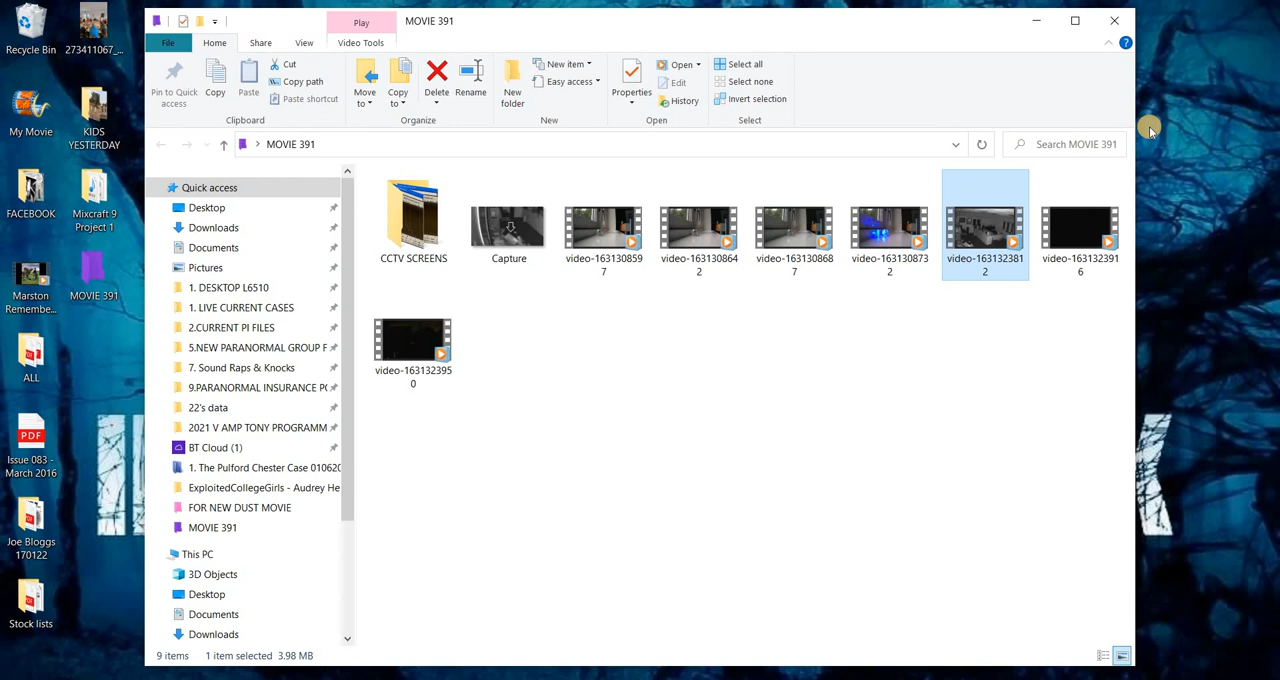 Recycle Bin
273411067_...
My Movie
KIDS
YESTERDAY
FACEBOOK
Mixcraft 9
Project 1
Marston
Remembe...
MOVIE 391
ALL
PDF
Issue 083 -
March 2016
Joe Bloggs
170122
Stock lists
Play
MOVIE 391
File
Home
Share
View
Video Tools
Pin to Quick
access
Copy
Paste
Cut
Copy path
Paste shortcut
Clipboard
Move
to
Copy
to
Delete
Rename
Organize
New
folder
New item
Easy access
New
Properties
Open
Edit
History
Open
Select all
Select none
Invert selection
Select
MOVIE 391
Search MOVIE 391
Quick access
Desktop
Downloads
Documents
Pictures
1. DESKTOP L6510
1. LIVE CURRENT CASES
2.CURRENT PI FILES
5.NEW PARANORMAL GROUP F
7. Sound Raps & Knocks
9.PARANORMAL INSURANCE PO
22's data
2021 V AMP TONY PROGRAMM
BT Cloud (1)
1. The Pulford Chester Case 010620
ExploitedCollegeGirls - Audrey He
FOR NEW DUST MOVIE
MOVIE 391
This PC
3D Objects
Desktop
Documents
Downloads
CCTV SCREENS
Capture
video-163130859
7
video-163130864
2
video-163130868
7
video-163130873
2
video-163132381
2
video-163132391
6
video-163132395
0
9 items
1 item selected 3.98 MB